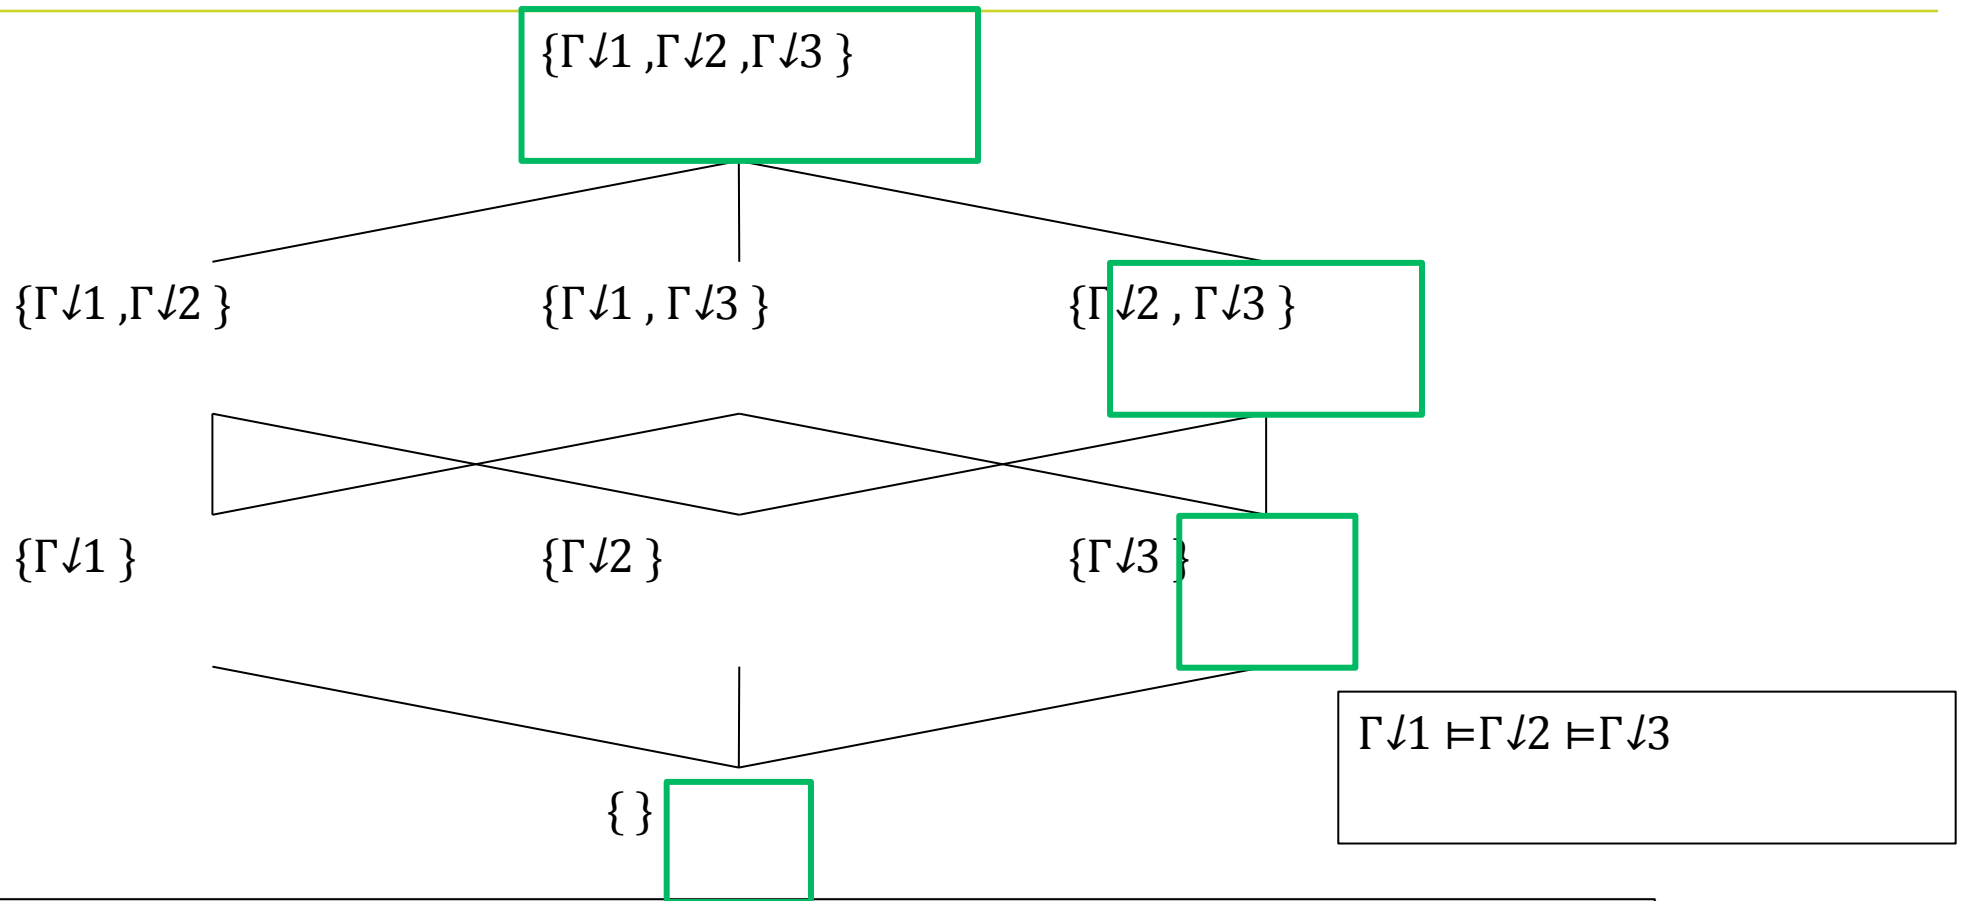 {Γ↓1 ,Γ↓2 ,Γ↓3 }
{Γ↓1 ,Γ↓2 }
{Γ↓1 , Γ↓3 }
{Γ↓2 , Γ↓3 }
{Γ↓1 }
{Γ↓2 }
{Γ↓3 }
Γ↓1 ⊨Γ↓2 ⊨Γ↓3
{ }